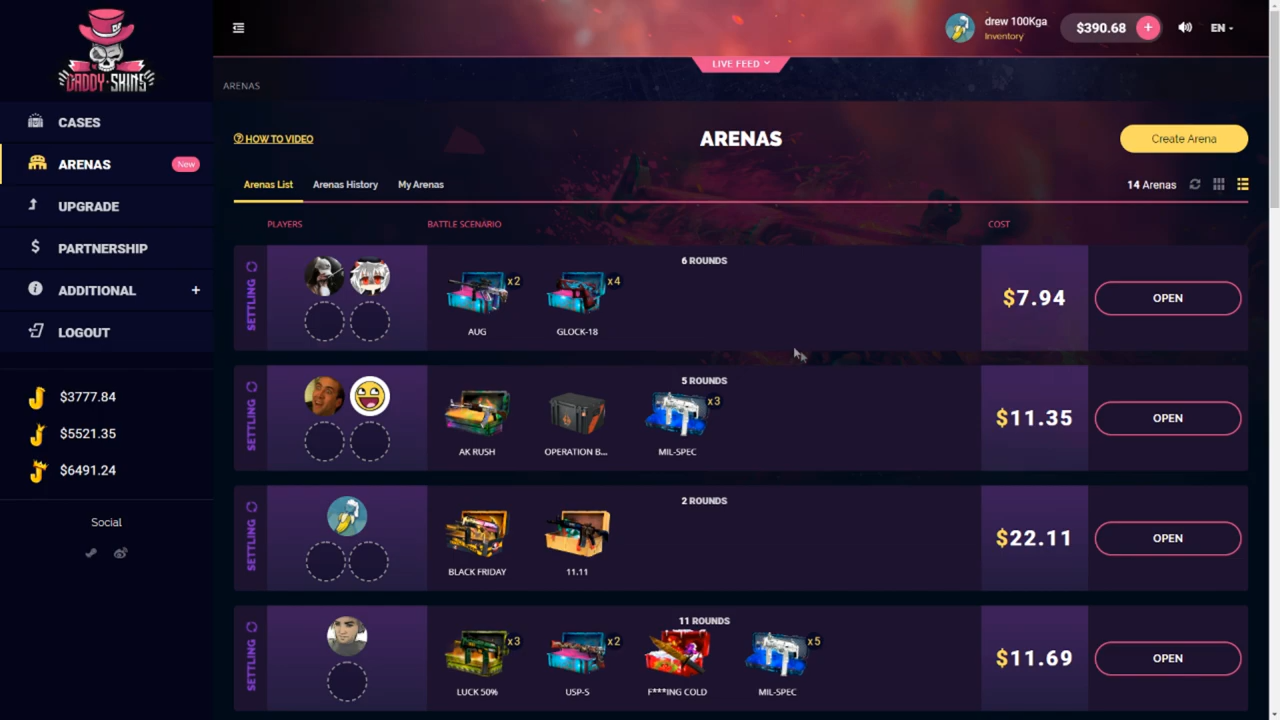 DADDY SKINS
CASES
ARENAS
New
UPGRADE
PARTNERSHIP
ADDITIONAL +
LOGOUT
$3777.84
$5521.35
$6491.24
Social
drew 100Kga
Inventory
$390.68 +
EN
LIVE FEED
ARENAS
HOW TO VIDEO
ARENAS
Create Arena
Arenas List
Arenas History
My Arenas
14 Arenas
PLAYERS
BATTLE SCENARIO
COST
SETTLING
6 ROUNDS
x2
x4
AUG
GLOCK-18
$7.94
OPEN
SETTLING
5 ROUNDS
x3
AK RUSH
OPERATION B...
MIL-SPEC
$11.35
OPEN
SETTLING
2 ROUNDS
BLACK FRIDAY
11.11
$22.11
OPEN
SETTLING
11 ROUNDS
x3
x2
x5
LUCK 50%
USP-S
F***ING COLD
MIL-SPEC
$11.69
OPEN